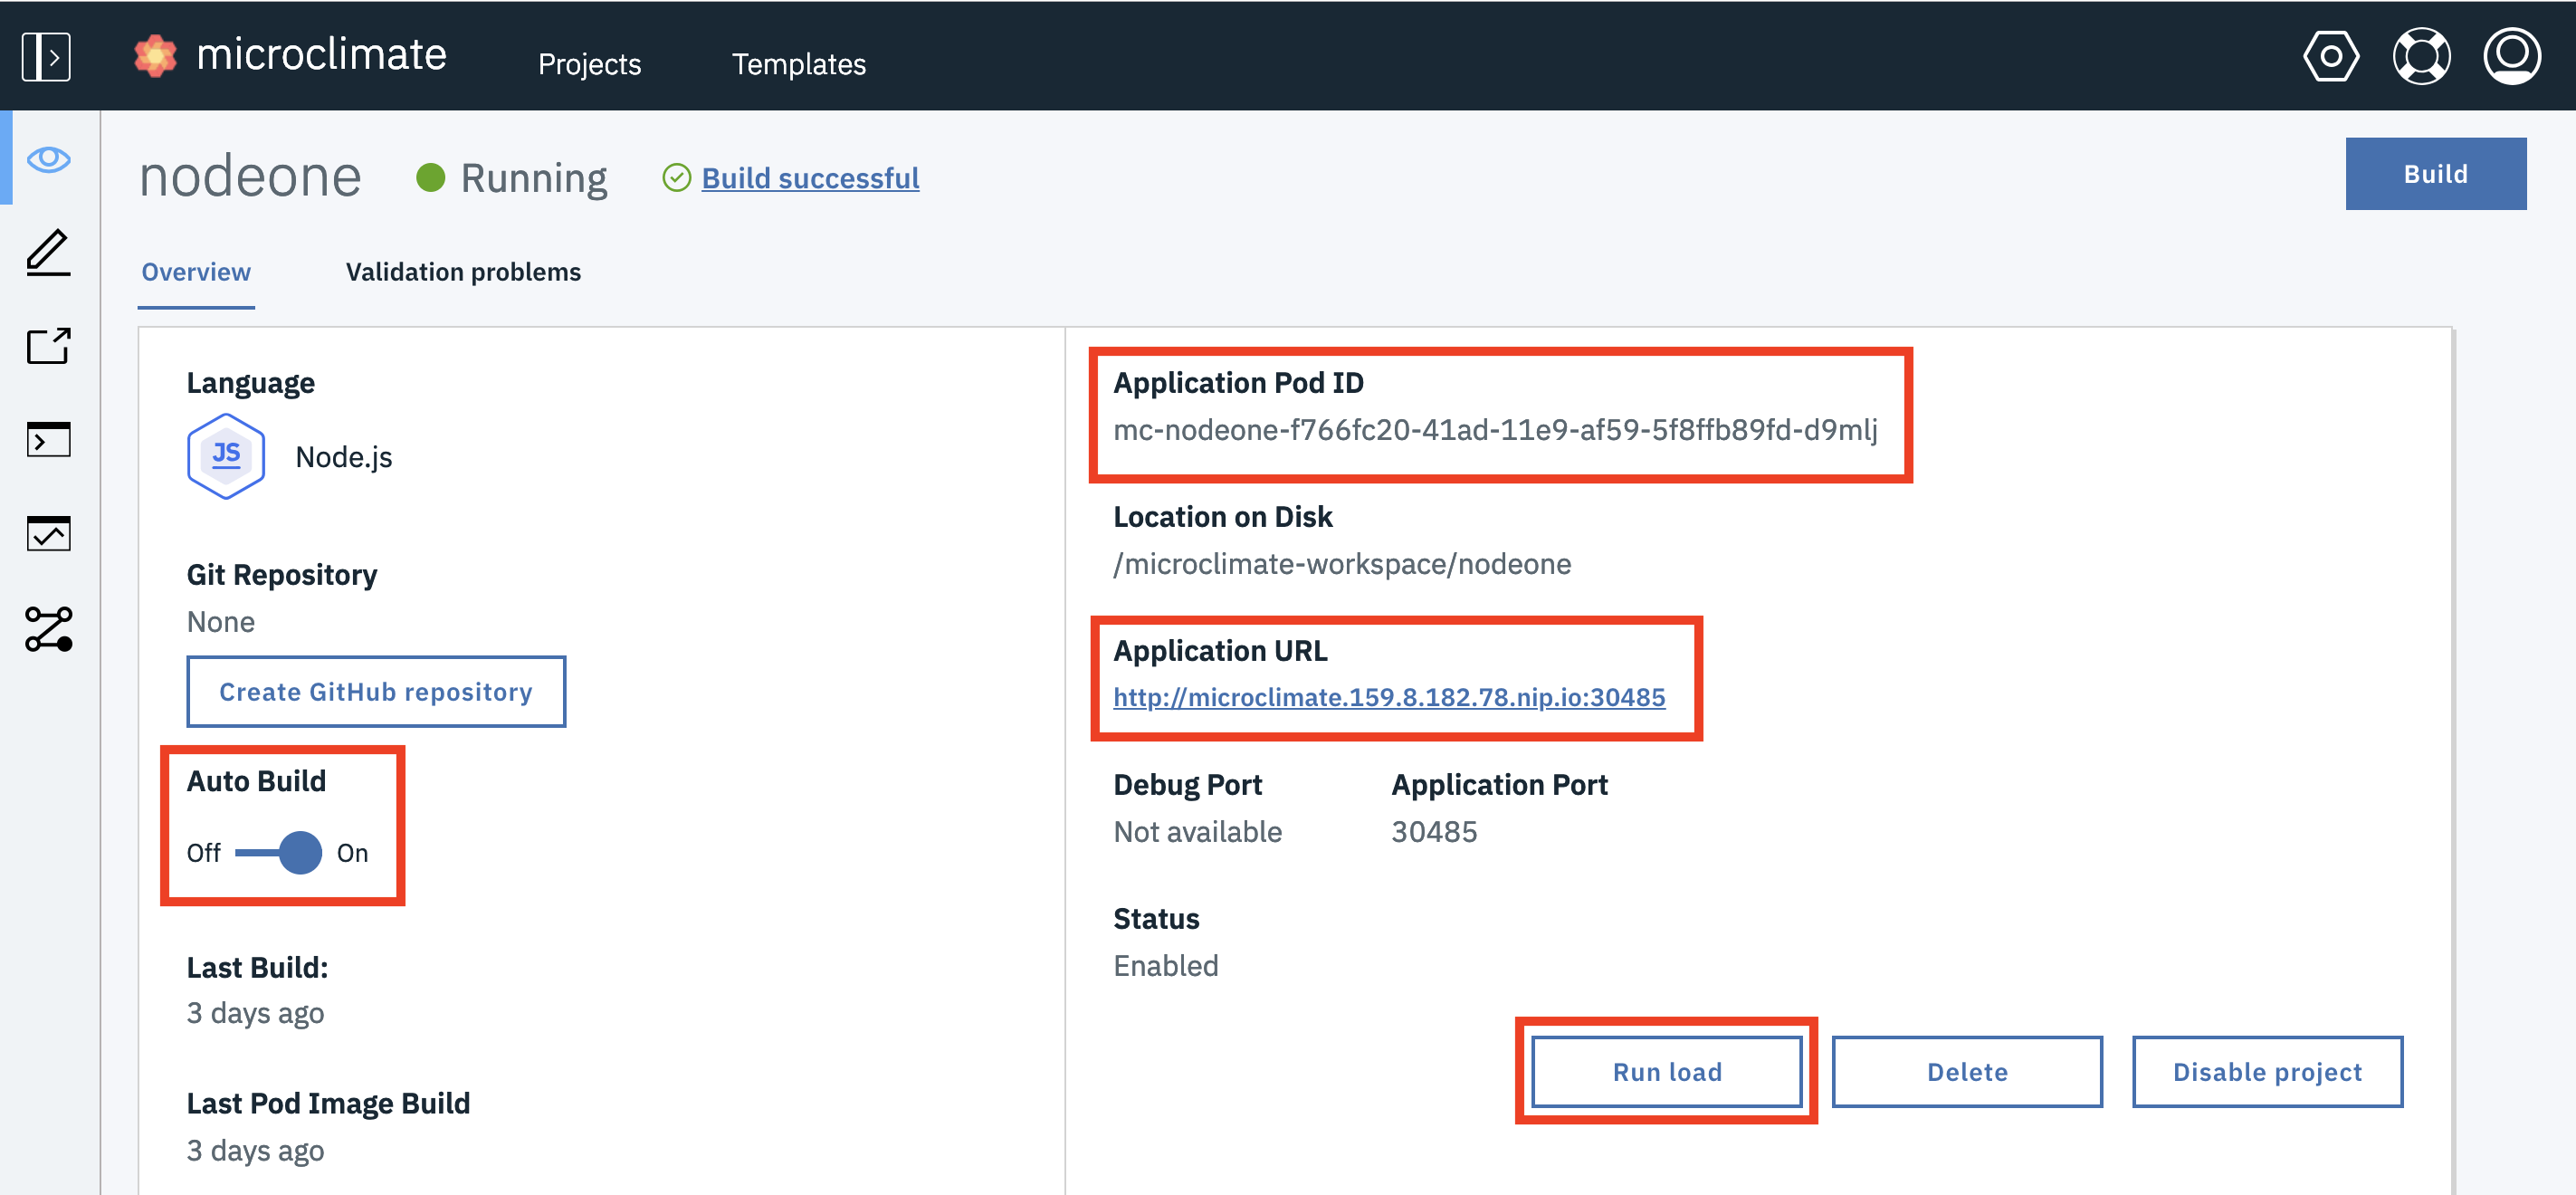 microclimate
Projects
Templates
nodeone
Running
Build successful
Build
Overview
Validation problems
Language
JS
Node.js
Git Repository
None
Create GitHub repository
Auto Build
Off
On
Last Build:
3 days ago
Last Pod Image Build
3 days ago
Application Pod ID
mc-nodeone-f766fc20-41ad-11e9-af59-5f8ffb89fd-d9mlj
Location on Disk
/microclimate-workspace/nodeone
Application URL
http://microclimate.159.8.182.78.nip.io:30485
Debug Port
Not available
Application Port
30485
Status
Enabled
Run load
Delete
Disable project